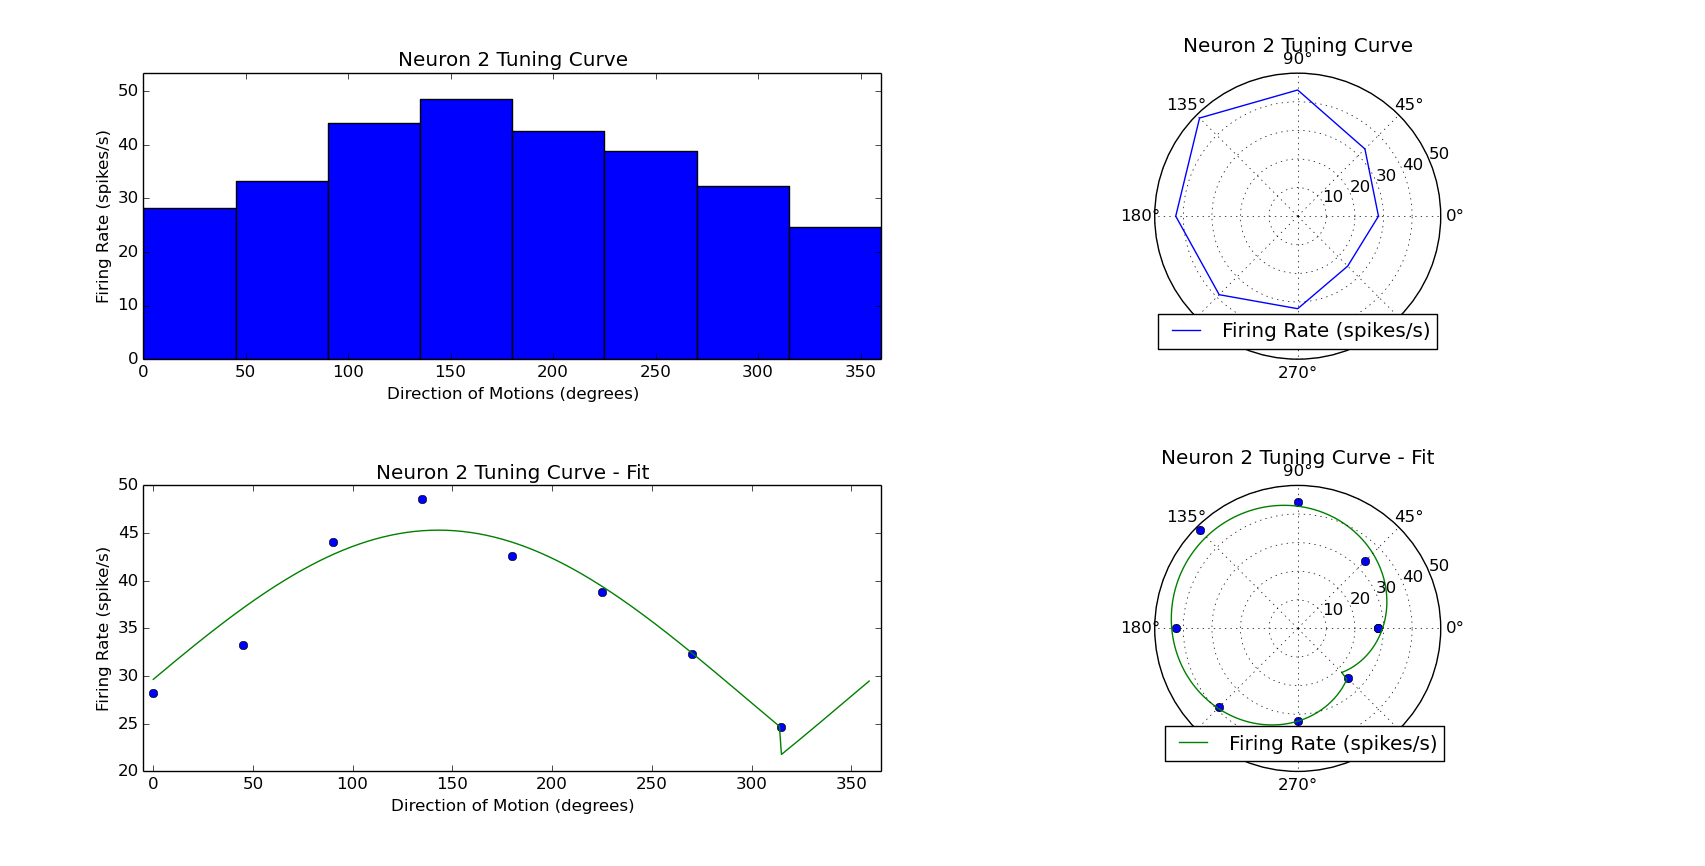 Neuron 2 Tuning Curve
50
40
30
20
10
0
Firing Rate (spikes/s)
0 50 100 150 200 250 300 350
Direction of Motions (degrees)
Neuron 2 Tuning Curve
90°
135° 45°
50
40
30
20
10
180° 0°
Firing Rate (spikes/s)
270°
Neuron 2 Tuning Curve - Fit
50
45
40
35
30
25
20
Firing Rate (spike/s)
0 50 100 150 200 250 300 350
Direction of Motion (degrees)
Neuron 2 Tuning Curve - Fit
90°
135° 45°
50
40
30
20
10
180° 0°
Firing Rate (spikes/s)
270°